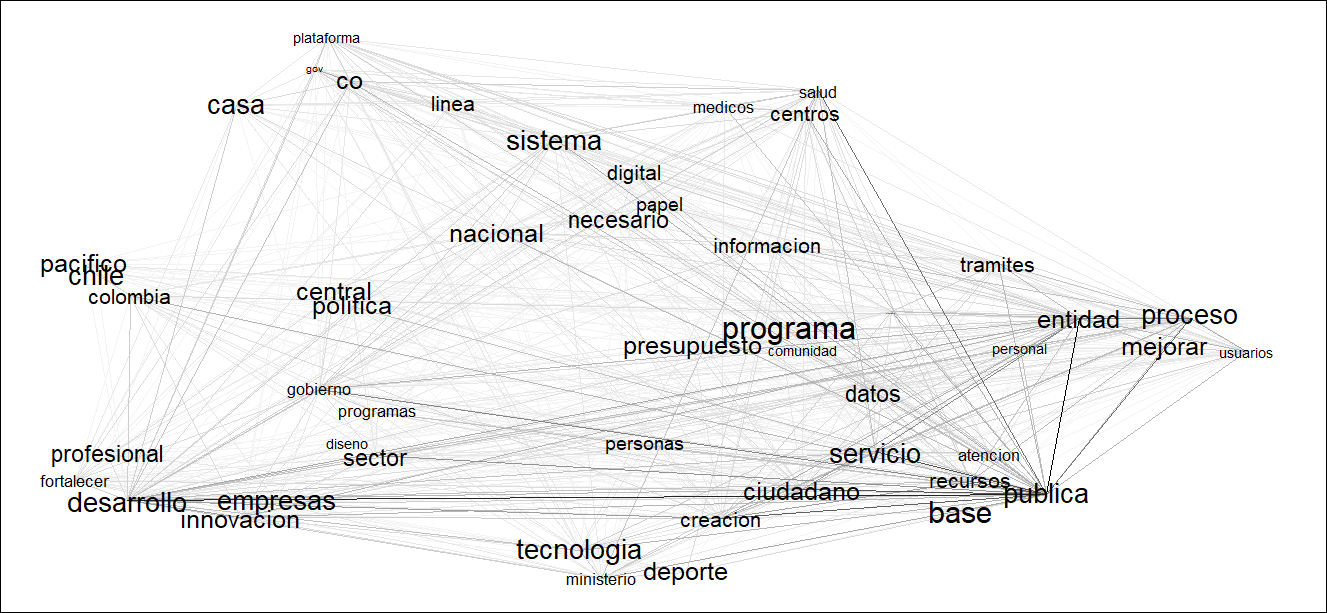 plataforma
gov
co
casa
linea
salud
medicos
centros
sistema
digital
papel
necesario
nacional
informacion
pacifico
chile
colombia
tramites
central
politica
programa
presupuesto
comunidad
entidad
proceso
personal
mejorar
usuarios
gobierno
programas
datos
diseno
sector
personas
profesional
fortalecer
servicio
atencion
recursos
publica
desarrollo
empresas
innovacion
ciudadano
creacion
base
tecnologia
ministerio
deporte